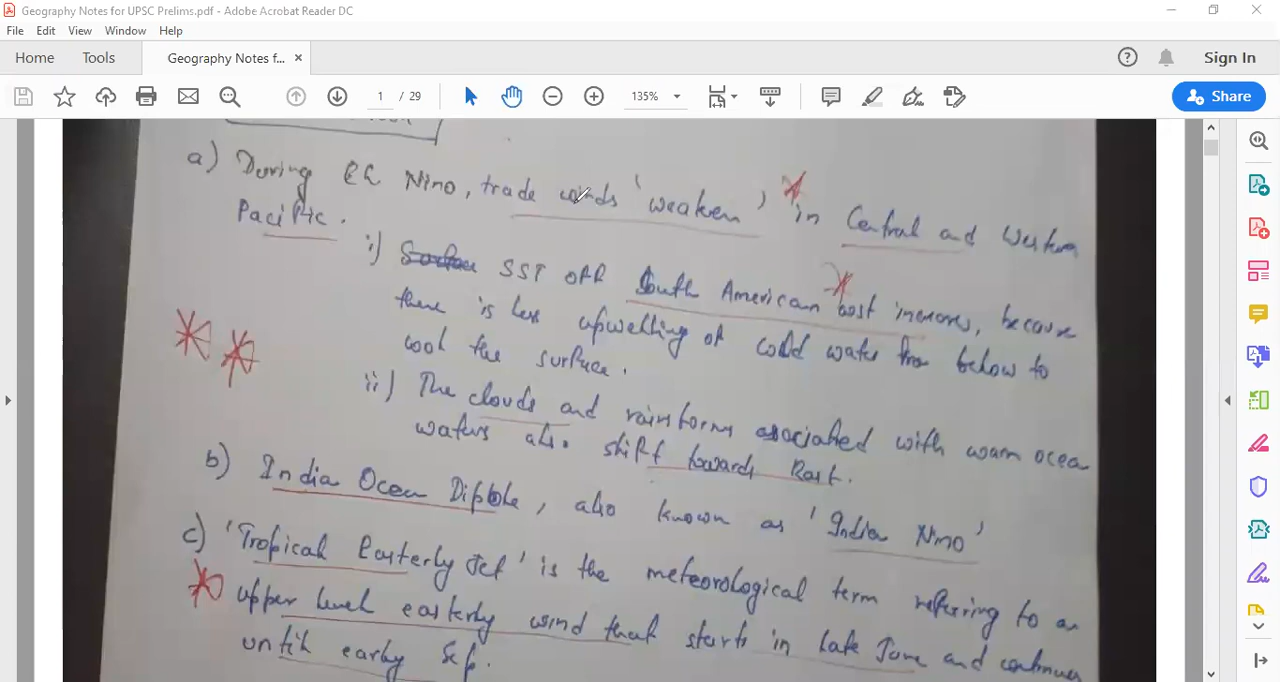 Geography Notes for UPSC Prelims.pdf - Adobe Acrobat Reader DC
File Edit View Window Help
Home Tools Geography Notes f... ×
Sign In
1 / 29
135%
Share
a) During El Nino, trade winds 'weaken' in Central and Western
Pacific.
i) SST off South American cost increases, because
there is less upwelling of cold water from below to
cool the surface.
ii) The clouds and rainstorms associated with warm ocean
waters also shift towards East.
b) India Ocean Dipole, also known as 'Indian Nino'
c) 'Tropical Easterly Jet' is the meteorological term referring to an
upper level easterly wind that starts in late June and continues
until early Sep.